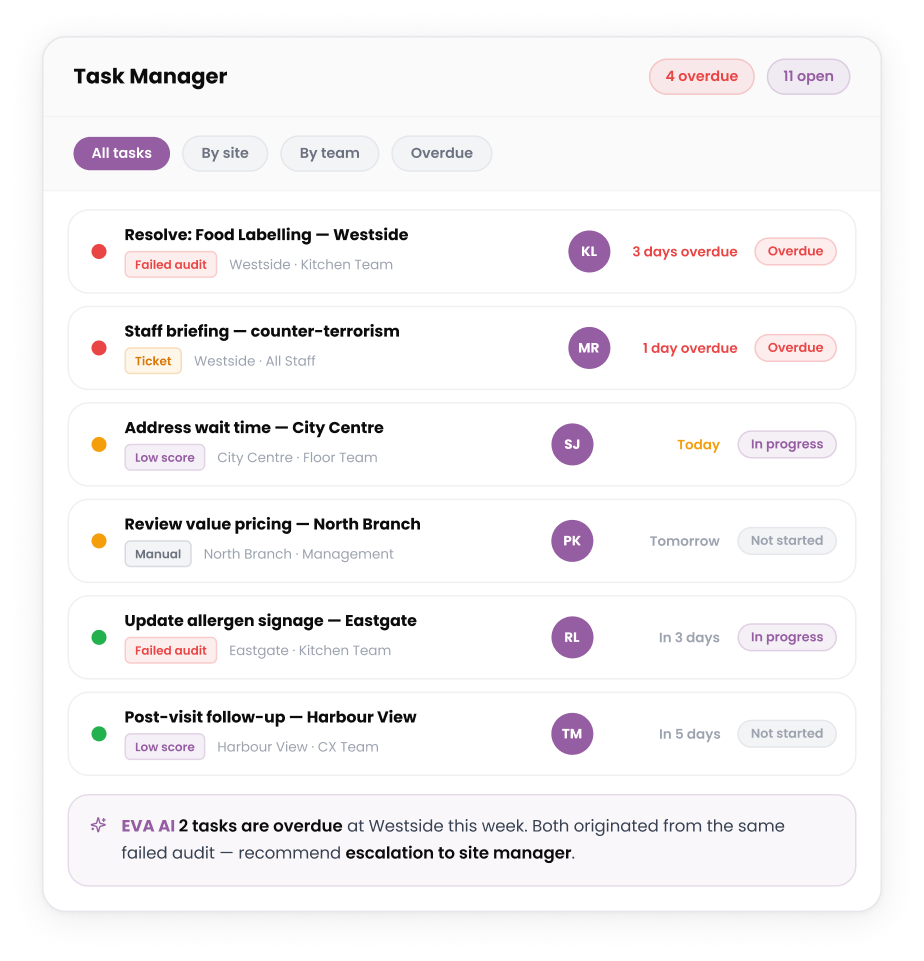 Task Manager
4 overdue
11 open
All tasks
By site
By team
Overdue
Resolve: Food Labelling — Westside
Failed audit
Westside · Kitchen Team
KL
3 days overdue
Overdue
Staff briefing — counter-terrorism
Ticket
Westside · All Staff
MR
1 day overdue
Overdue
Address wait time — City Centre
Low score
City Centre · Floor Team
SJ
Today
In progress
Review value pricing — North Branch
Manual
North Branch · Management
PK
Tomorrow
Not started
Update allergen signage — Eastgate
Failed audit
Eastgate · Kitchen Team
RL
In 3 days
In progress
Post-visit follow-up — Harbour View
Low score
Harbour View · CX Team
TM
In 5 days
Not started
EVA AI 2 tasks are overdue at Westside this week. Both originated from the same
failed audit — recommend escalation to site manager.